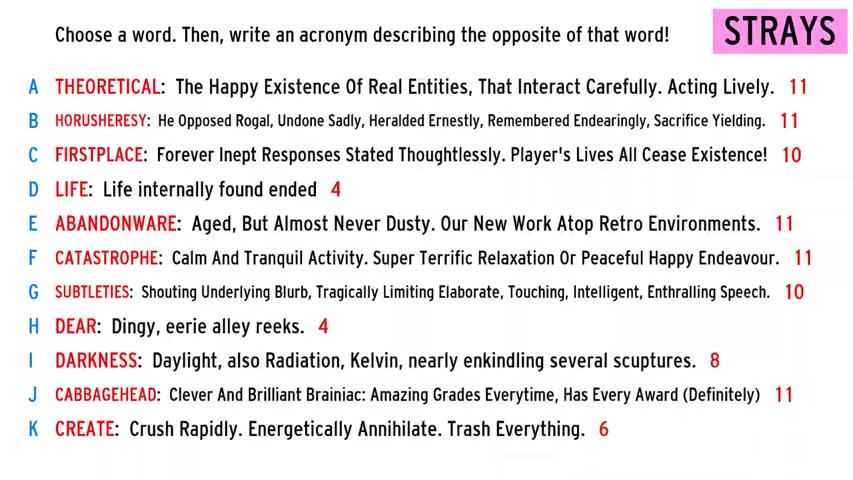 Choose a word. Then, write an acronym describing the opposite of that word!
STRAYS
A THEORETICAL: The Happy Existence Of Real Entities, That Interact Carefully. Acting Lively. 11
B HORUSHERESY: He Opposed Rogal, Undone Sadly, Heralded Ernestly, Remembered Endearingly, Sacrifice Yielding. 11
C FIRSTPLACE: Forever Inept Responses Stated Thoughtlessly. Player's Lives All Cease Existence! 10
D LIFE: Life internally found ended 4
E ABANDONWARE: Aged, But Almost Never Dusty. Our New Work Atop Retro Environments. 11
F CATASTROPHE: Calm And Tranquil Activity. Super Terrific Relaxation Or Peaceful Happy Endeavour. 11
G SUBTLETIES: Shouting Underlying Blurb, Tragically Limiting Elaborate, Touching, Intelligent, Enthralling Speech. 10
H DEAR: Dingy, eerie alley reeks. 4
I DARKNESS: Daylight, also Radiation, Kelvin, nearly enkindling several scuptures. 8
J CABBAGEHEAD: Clever And Brilliant Brainiac: Amazing Grades Everytime, Has Every Award (Definitely) 11
K CREATE: Crush Rapidly. Energetically Annihilate. Trash Everything. 6